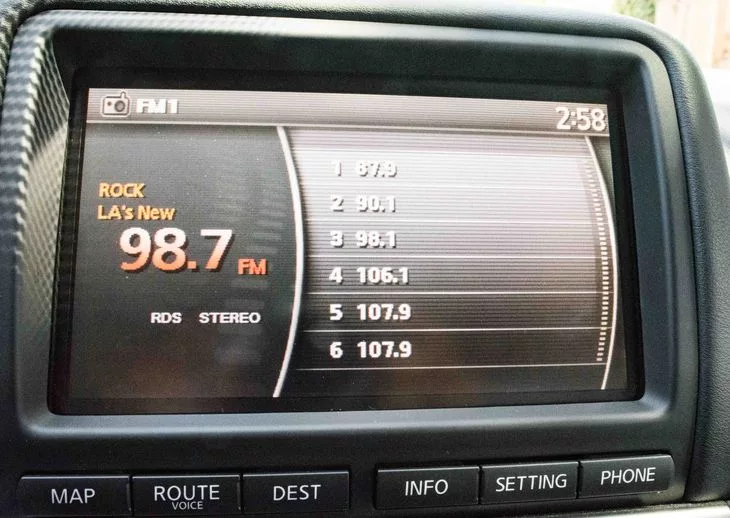 FM1
2:58
ROCK
LA's New
98.7 FM
RDS STEREO
1 87.9
2 90.1
3 98.1
4 106.1
5 107.9
6 107.9
MAP
ROUTE
VOICE
DEST
INFO
SETTING
PHONE